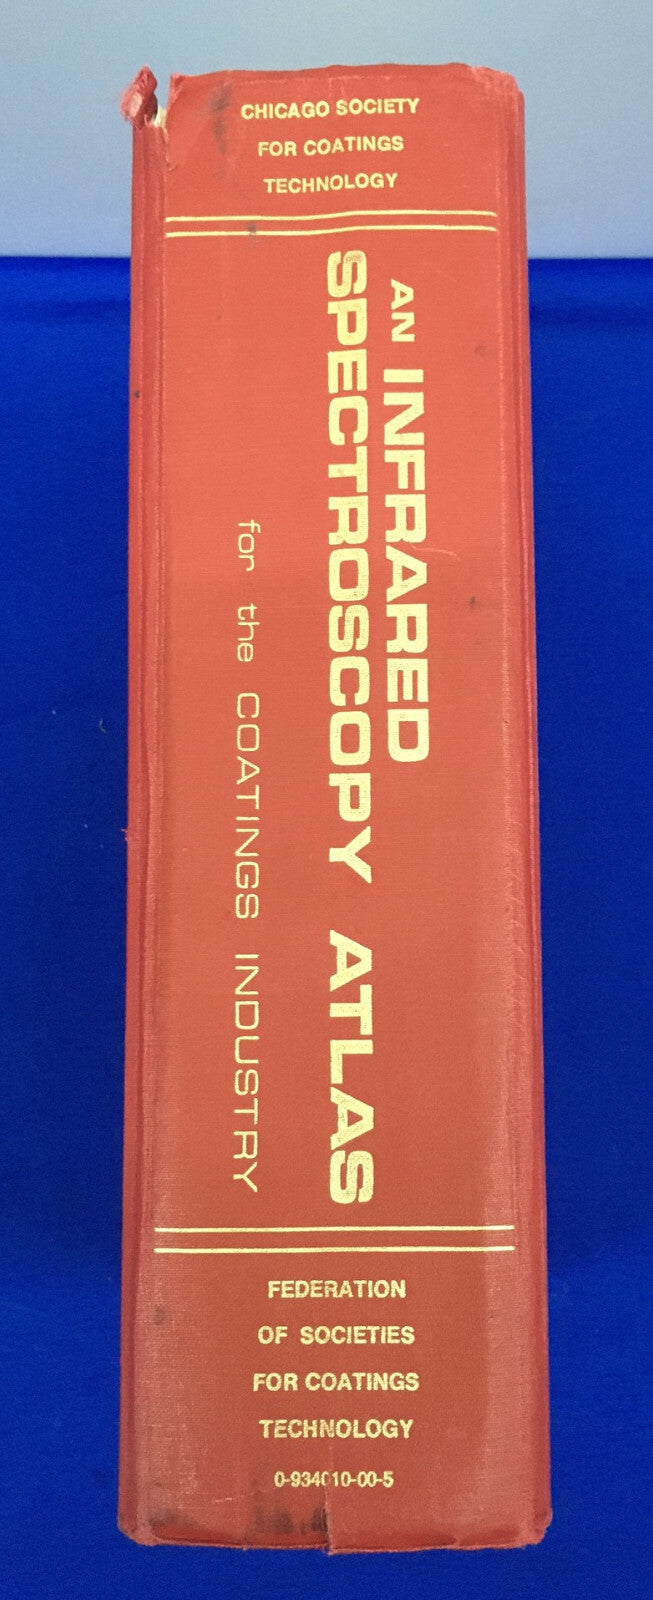 CHICAGO SOCIETY
FOR COATINGS
TECHNOLOGY
AN INFRARED
SPECTROSCOPY ATLAS
for the COATINGS INDUSTRY
FEDERATION
OF SOCIETIES
FOR COATINGS
TECHNOLOGY
0-934010-00-5